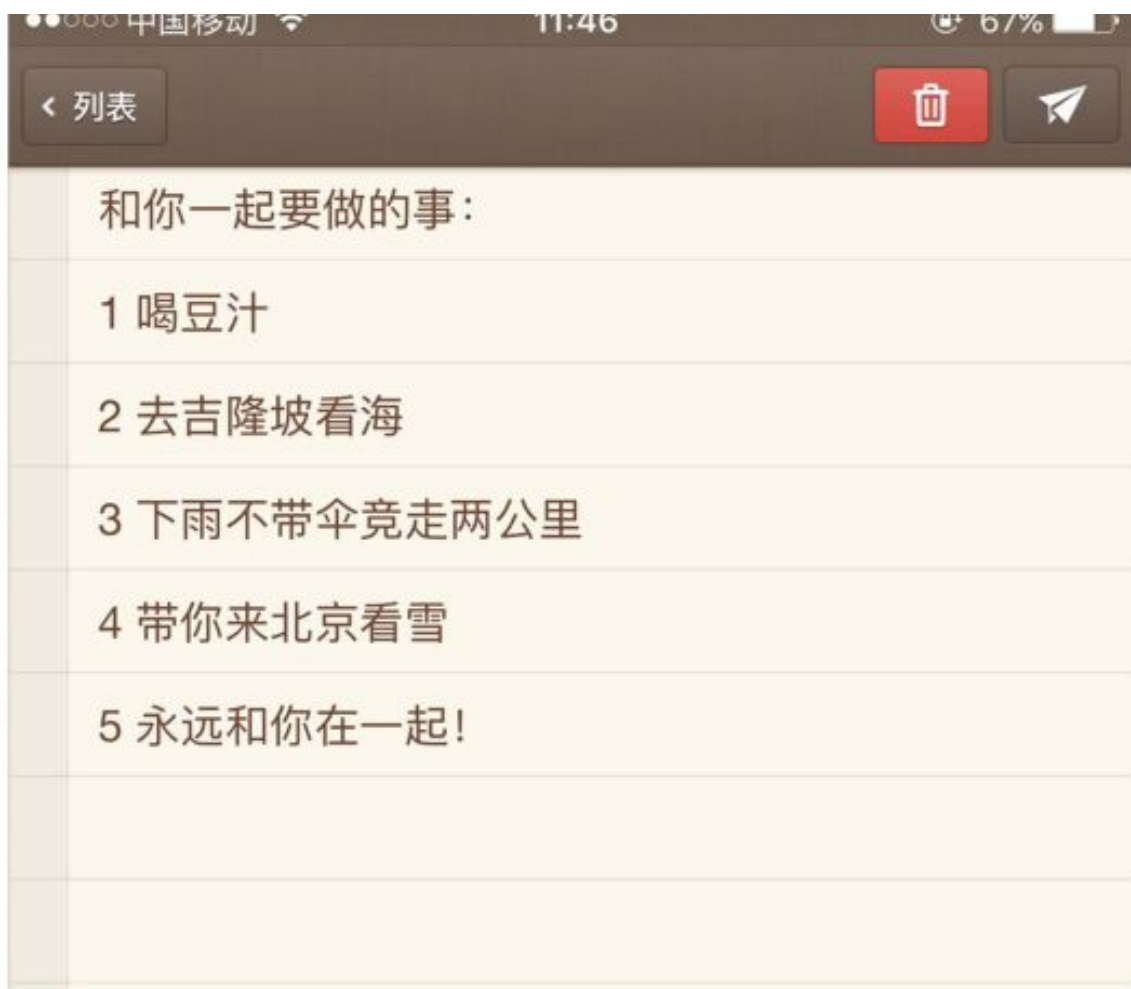 ●●○○○ 中国移动 11:46 67%
列表
和你一起要做的事:
1 喝豆汁
2 去吉隆坡看海
3 下雨不带伞竞走两公里
4 带你来北京看雪
5 永远和你在一起!